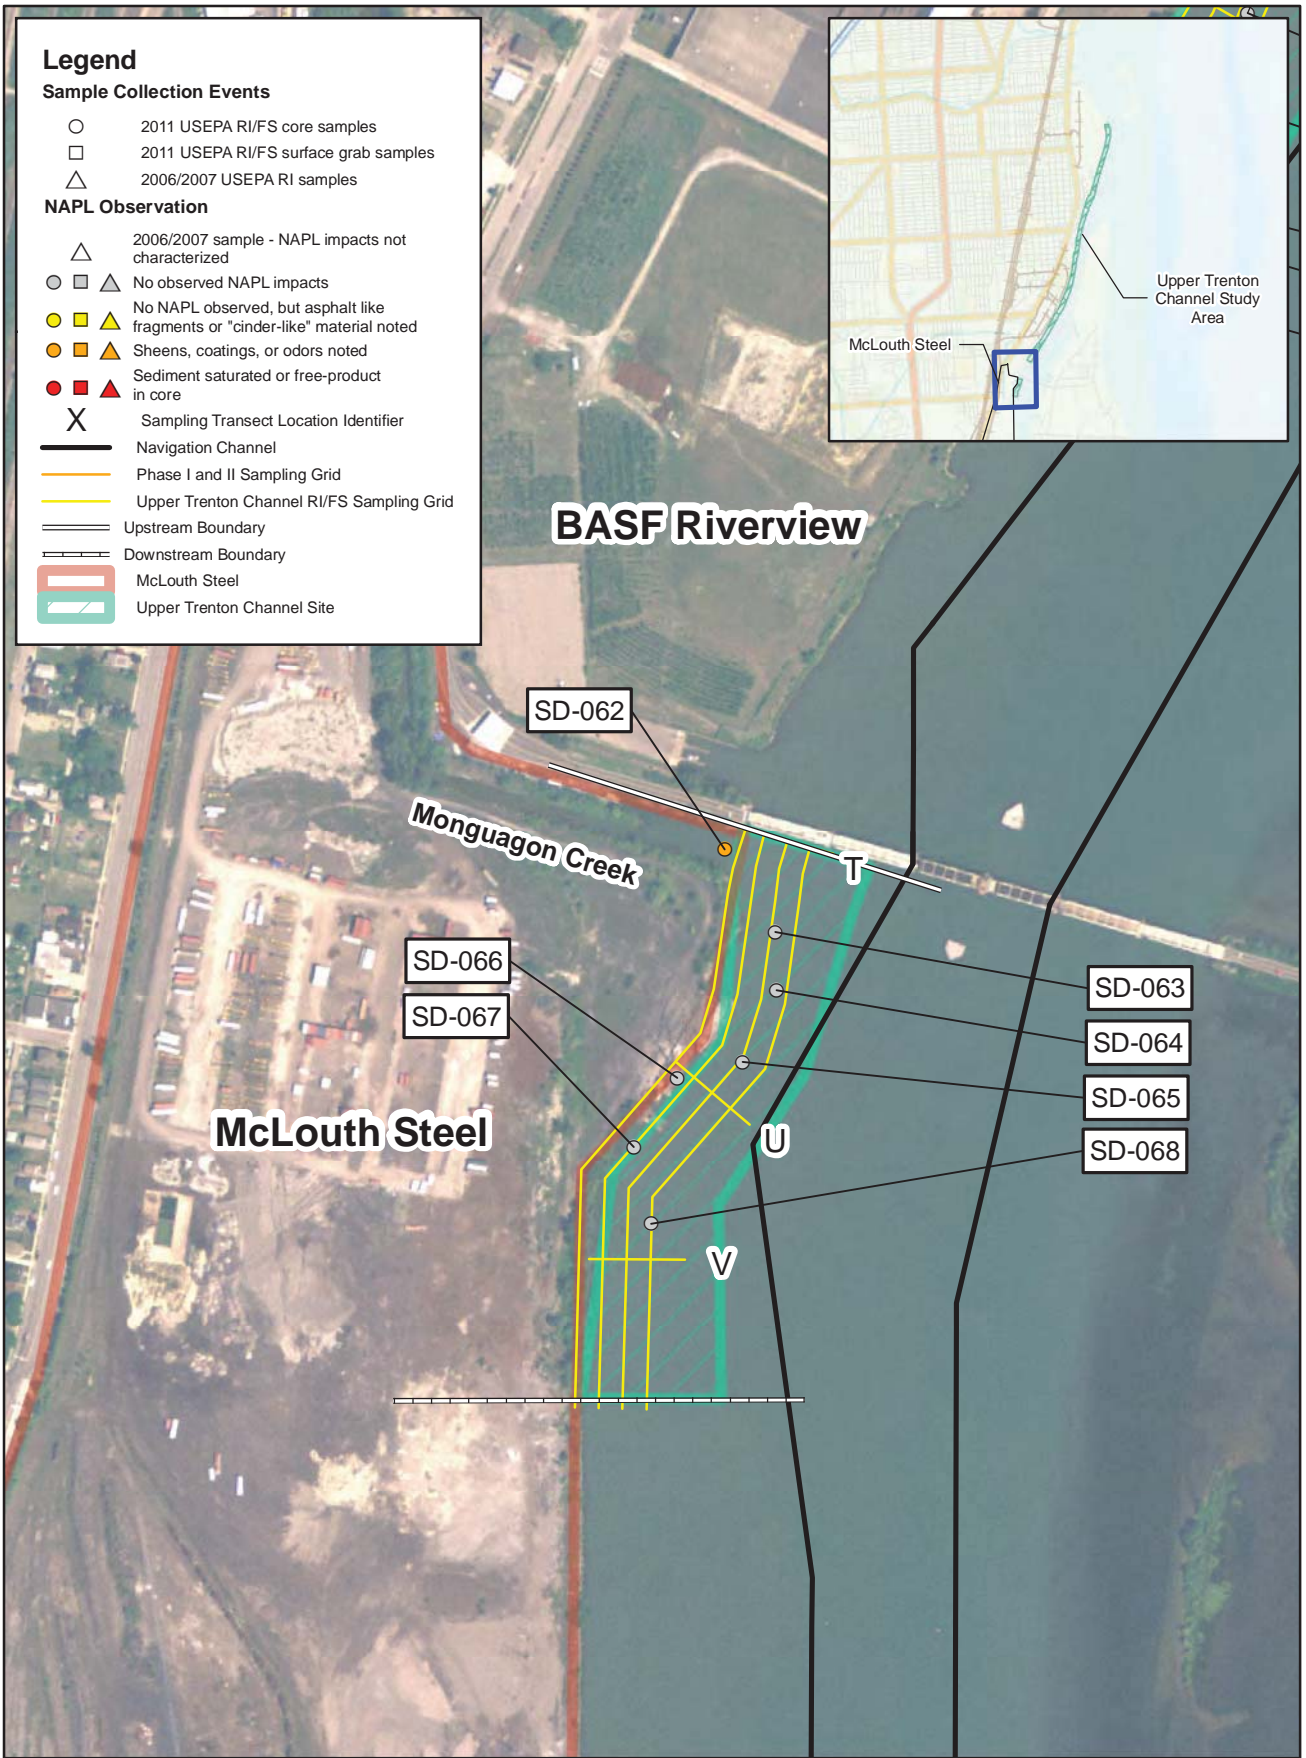 Legend
Sample Collection Events
2011 USEPA RI/FS core samples
2011 USEPA RI/FS surface grab samples
2006/2007 USEPA RI samples
NAPL Observation
2006/2007 sample - NAPL impacts not
characterized
No observed NAPL impacts
No NAPL observed, but asphalt like
fragments or "cinder-like" material noted
Sheens, coatings, or odors noted
Sediment saturated or free-product
in core
X Sampling Transect Location Identifier
Navigation Channel
Phase I and II Sampling Grid
Upper Trenton Channel RI/FS Sampling Grid
Upstream Boundary
Downstream Boundary
McLouth Steel
Upper Trenton Channel Site
Upper Trenton
Channel Study
Area
McLouth Steel
BASF Riverview
SD-062
Monguagon Creek
T
SD-066
SD-063
SD-067
SD-064
SD-065
McLouth Steel
U
SD-068
V